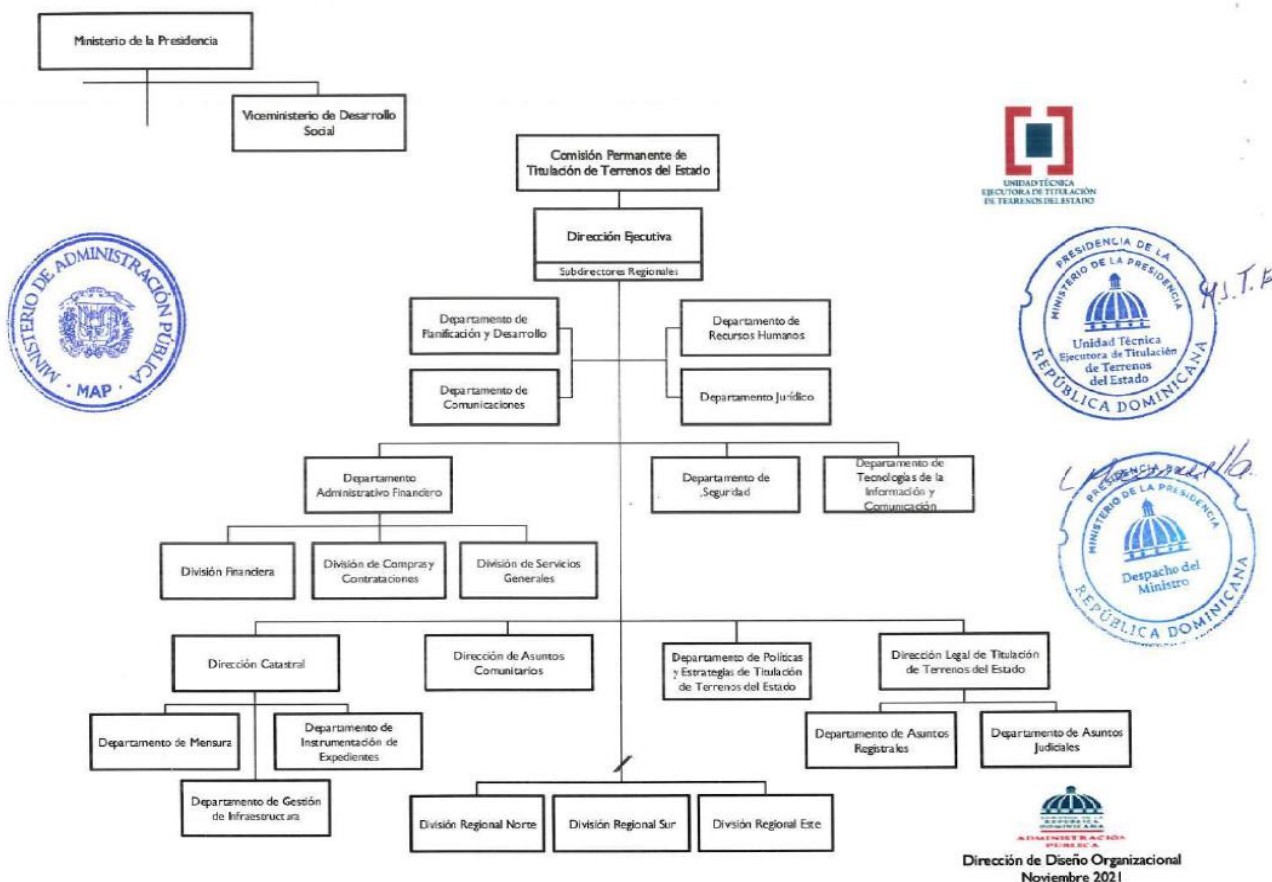 Ministerio de la Presidencia
Viceministerio de Desarrollo
Social
Comisión Permanente de
Titulación de Terrenos del Estado
Dirección Ejecutiva
Subdirectores Regionales
UNIDAD TÉCNICA
EJECUTORA DE TITULACIÓN
DE TERRENOS DEL ESTADO
MINISTERIO DE ADMINISTRACIÓN PÚBLICA
· MAP ·
PRESIDENCIA DE LA
REPÚBLICA DOMINICANA
MINISTERIO DE LA PRESIDENCIA
Unidad Técnica
Ejecutora de Titulación
de Terrenos
del Estado
Departamento de
Planificación y Desarrollo
Departamento de
Recursos Humanos
Departamento de
Comunicaciones
Departamento Jurídico
Departamento
Administrativo Financiero
Departamento de
Seguridad
Departamento de
Tecnologías de la
Información y
Comunicación
División Financiera
División de Compras y
Contrataciones
División de Servicios
Generales
PRESIDENCIA DE LA
REPÚBLICA DOMINICANA
MINISTERIO DE LA PRESIDENCIA
Despacho del
Ministro
Dirección Catastral
Dirección de Asuntos
Comunitarios
Departamento de Políticas
y Estrategias de Titulación
de Terrenos del Estado
Dirección Legal de Titulación
de Terrenos del Estado
Departamento de Mensura
Departamento de
Instrumentación de
Expedientes
Departamento de Gestión
de Infraestructura
Departamento de Asuntos
Registrales
Departamento de Asuntos
Judiciales
División Regional Norte
División Regional Sur
División Regional Este
REPÚBLICA
DOMINICANA
ADMINISTRACIÓN
PÚBLICA
Dirección de Diseño Organizacional
Noviembre 2021